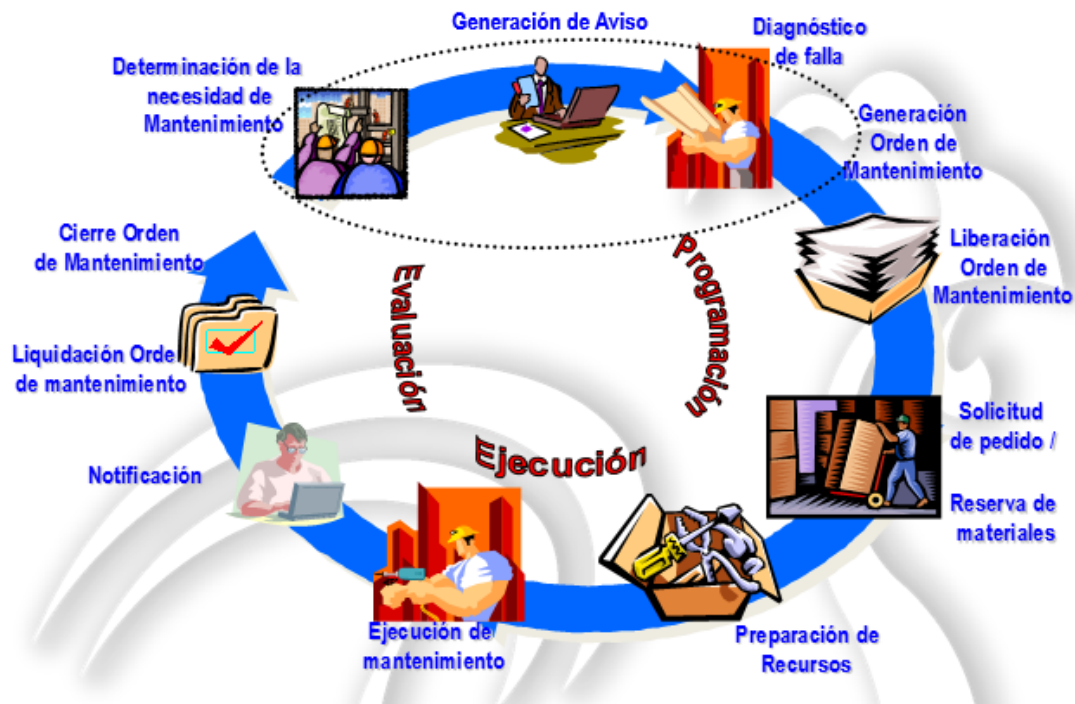 Generación de Aviso
Diagnóstico
de falla
Determinación de la
necesidad de
Mantenimiento
Generación
Orden de
Mantenimiento
Cierre Orden
de Mantenimiento
Liberación
Orden de
Mantenimiento
Evaluación
Programación
Liquidación Orde
de mantenimiento
Solicitud
de pedido /
Reserva de
materiales
Ejecución
Notificación
Ejecución de
mantenimiento
Preparación de
Recursos